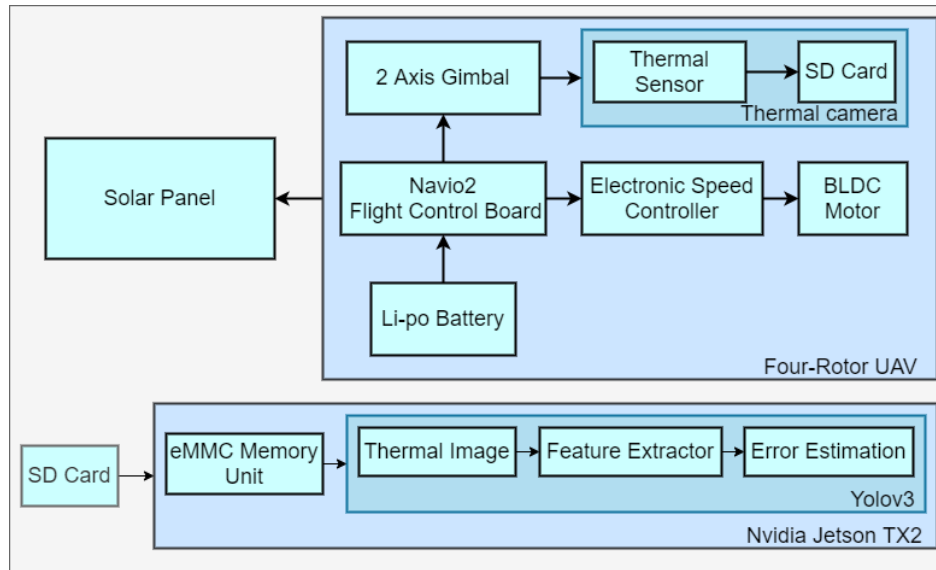 2 Axis Gimbal
Thermal
Sensor
SD Card
Thermal camera
Solar Panel
Navio2
Flight Control Board
Electronic Speed
Controller
BLDC
Motor
Li-po Battery
Four-Rotor UAV
SD Card
eMMC Memory
Unit
Thermal Image
Feature Extractor
Error Estimation
Yolov3
Nvidia Jetson TX2